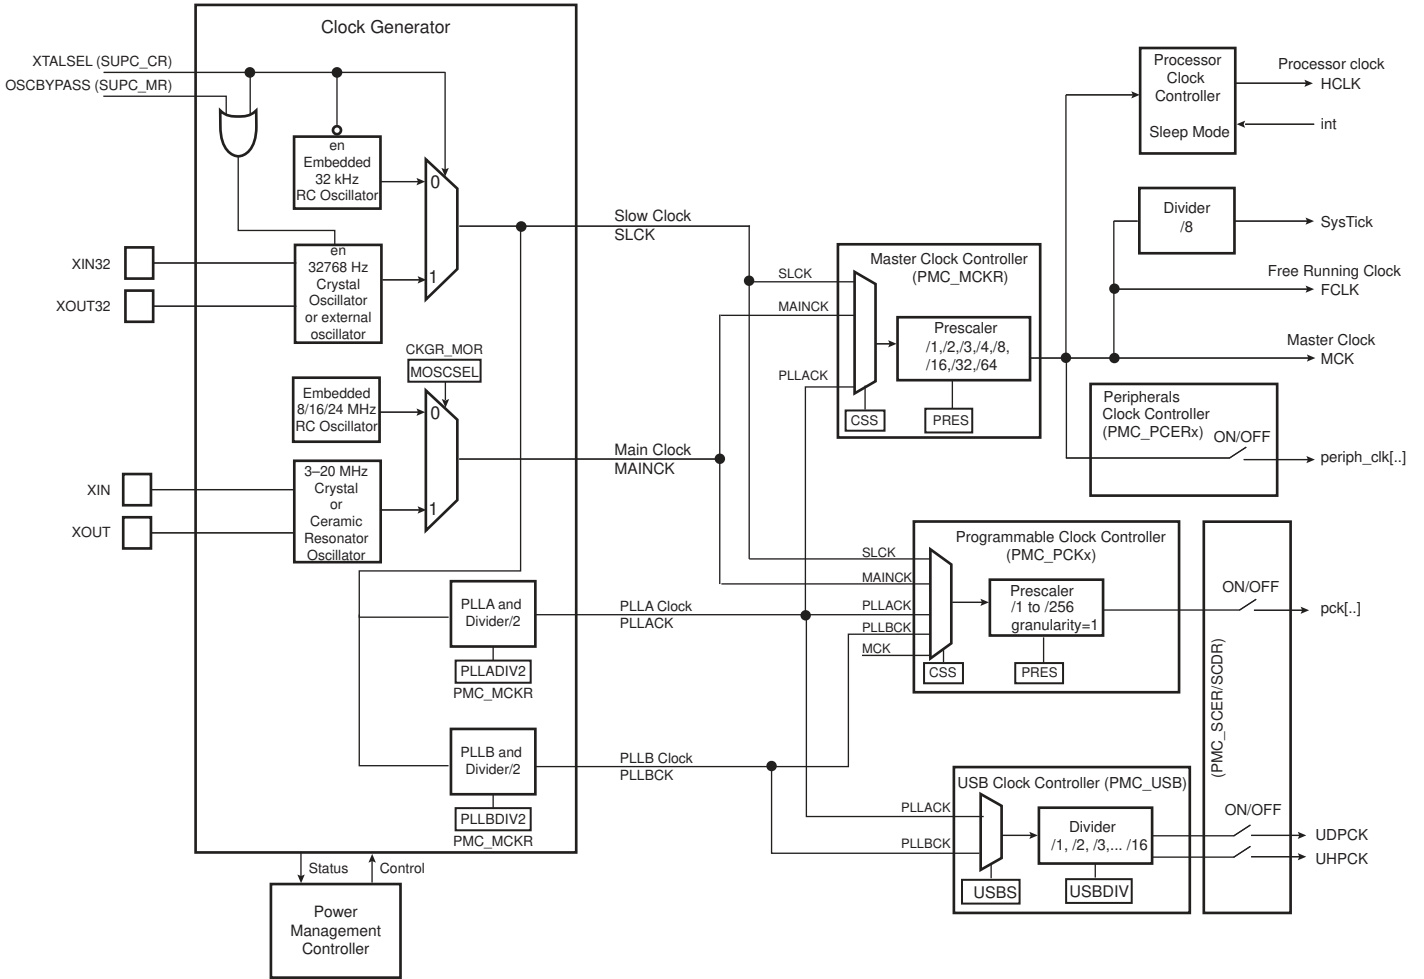 Clock Generator
XTALSEL (SUPC_CR)
OSCBYPASS (SUPC_MR)
en
Embedded
32 kHz
RC Oscillator
0
1
XIN32
XOUT32
en
32768 Hz
Crystal
Oscillator
or external
oscillator
Slow Clock
SLCK
CKGR_MOR
MOSCSEL
Embedded
8/16/24 MHz
RC Oscillator
0
1
XIN
XOUT
3–20 MHz
Crystal
or
Ceramic
Resonator
Oscillator
Main Clock
MAINCK
PLLA and
Divider/2
PLLADIV2
PMC_MCKR
PLLA Clock
PLLACK
PLLB and
Divider/2
PLLBDIV2
PMC_MCKR
PLLB Clock
PLLBCK
Status
Control
Power
Management
Controller
Master Clock Controller
(PMC_MCKR)
SLCK
MAINCK
PLLACK
Prescaler
/1,/2,/3,/4,/8,
/16,/32,/64
CSS
PRES
Processor
Clock
Controller
Sleep Mode
Processor clock
HCLK
int
Divider
/8
SysTick
Free Running Clock
FCLK
Master Clock
MCK
Peripherals
Clock Controller
(PMC_PCERx)
ON/OFF
periph_clk[..]
Programmable Clock Controller
(PMC_PCKx)
SLCK
MAINCK
PLLACK
PLLBCK
MCK
Prescaler
/1 to /256
granularity=1
CSS
PRES
ON/OFF
pck[..]
(PMC_SCER/SCDR)
USB Clock Controller (PMC_USB)
PLLACK
PLLBCK
Divider
/1, /2, /3,... /16
USBS
USBDIV
ON/OFF
UDPCK
UHPCK